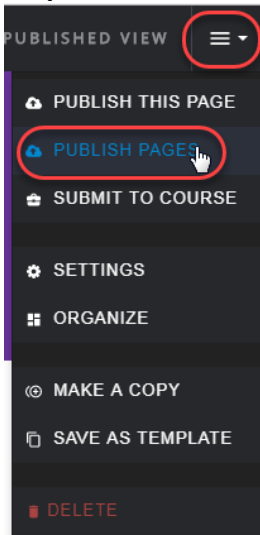 PUBLISHED VIEW
PUBLISH THIS PAGE
PUBLISH PAGES
SUBMIT TO COURSE
SETTINGS
ORGANIZE
MAKE A COPY
SAVE AS TEMPLATE
DELETE